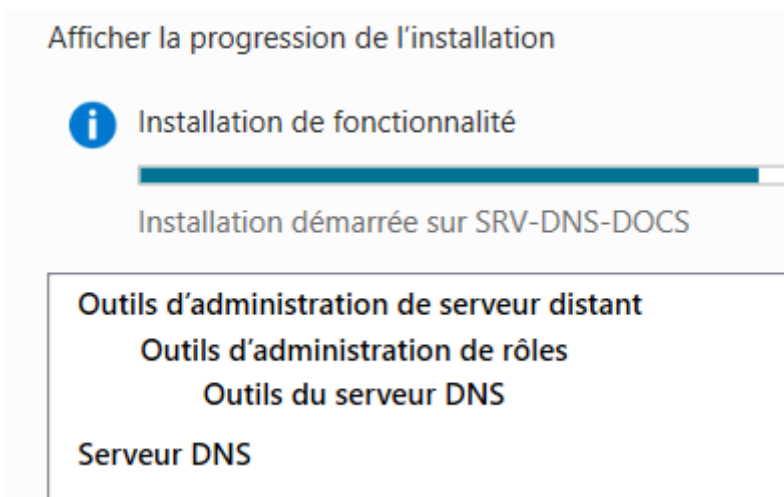 Afficher la progression de l’installation
Installation de fonctionnalité
Installation démarrée sur SRV-DNS-DOCS
Outils d’administration de serveur distant
Outils d’administration de rôles
Outils du serveur DNS
Serveur DNS